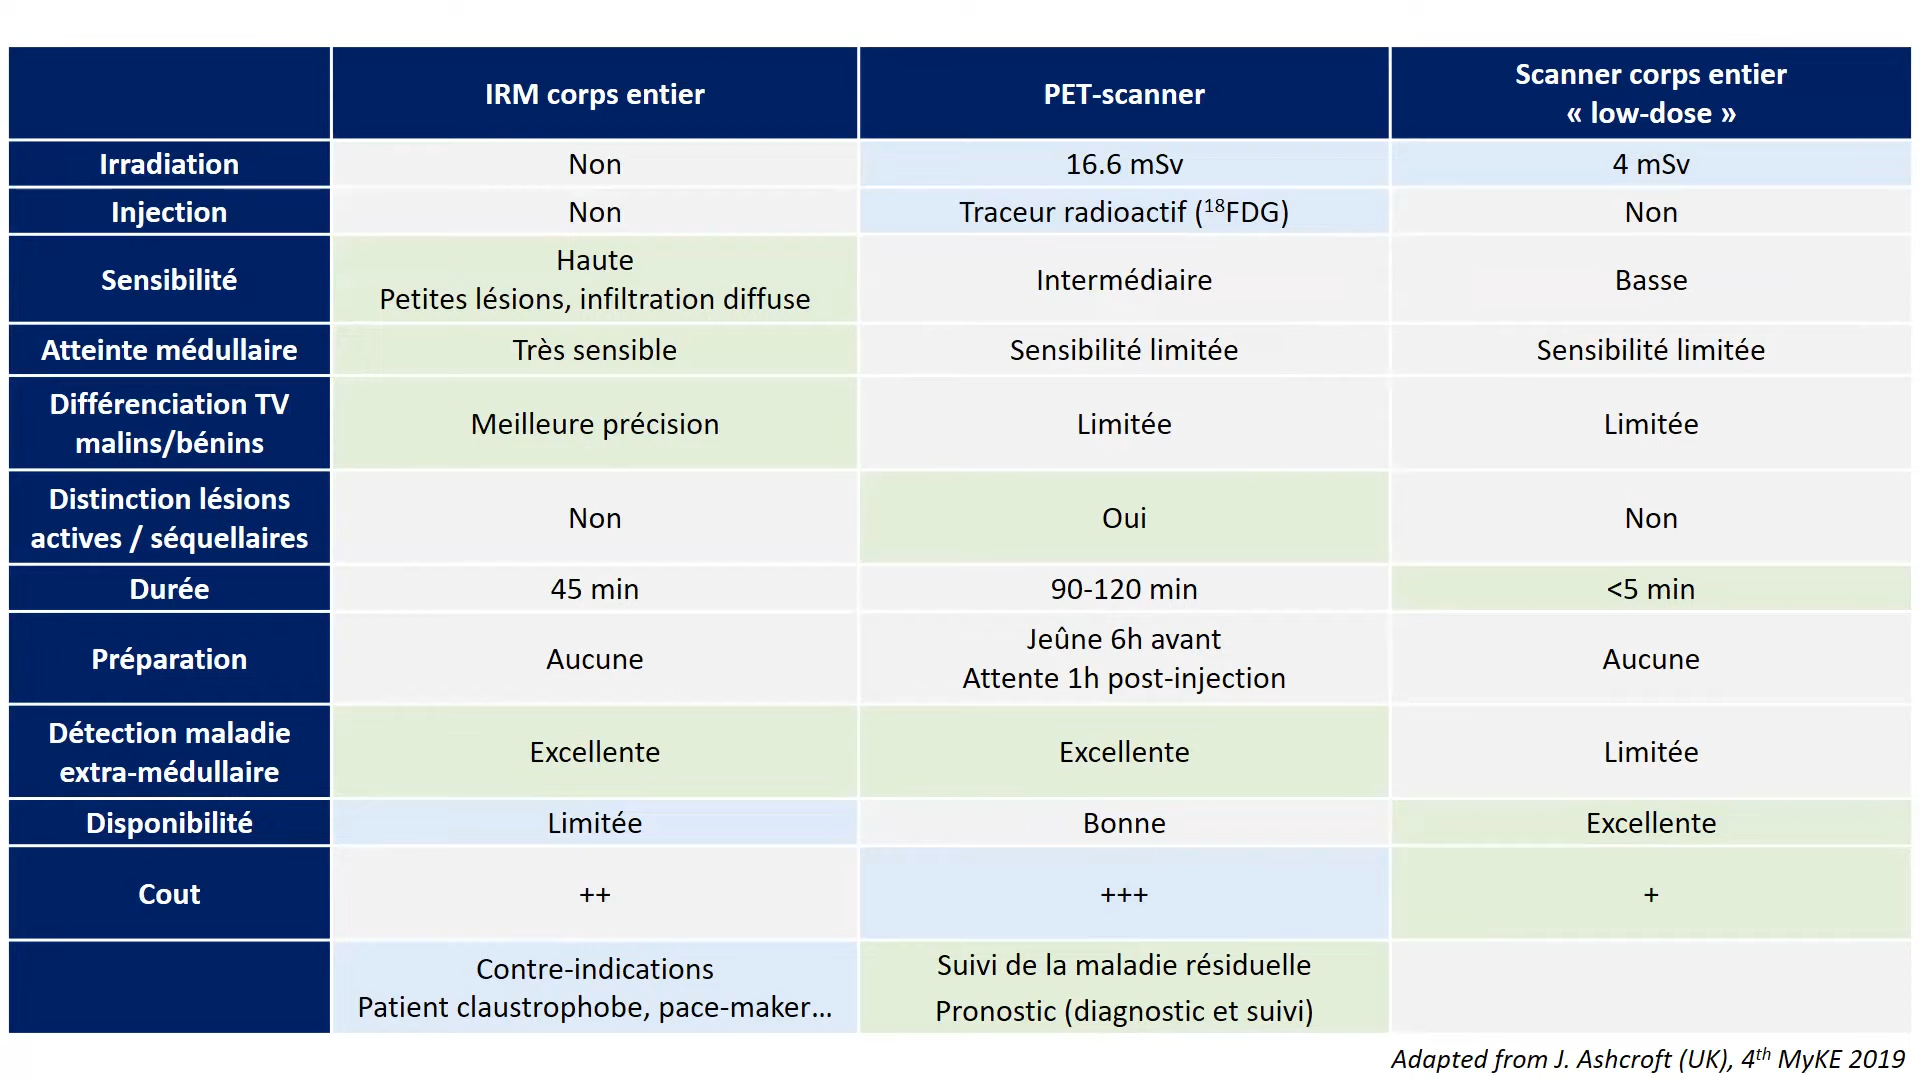 IRM corps entier
PET-scanner
Scanner corps entier
« low-dose »
Irradiation
Non
16.6 mSv
4 mSv
Injection
Non
Traceur radioactif (¹⁸FDG)
Non
Sensibilité
Haute
Petites lésions, infiltration diffuse
Intermédiaire
Basse
Atteinte médullaire
Très sensible
Sensibilité limitée
Sensibilité limitée
Différenciation TV
malins/bénins
Meilleure précision
Limitée
Limitée
Distinction lésions
actives / séquellaires
Non
Oui
Non
Durée
45 min
90-120 min
<5 min
Préparation
Aucune
Jeûne 6h avant
Attente 1h post-injection
Aucune
Détection maladie
extra-médullaire
Excellente
Excellente
Limitée
Disponibilité
Limitée
Bonne
Excellente
Cout
++
+++
+
Contre-indications
Patient claustrophobe, pace-maker...
Suivi de la maladie résiduelle
Pronostic (diagnostic et suivi)
Adapted from J. Ashcroft (UK), 4ᵗʰ MyKE 2019